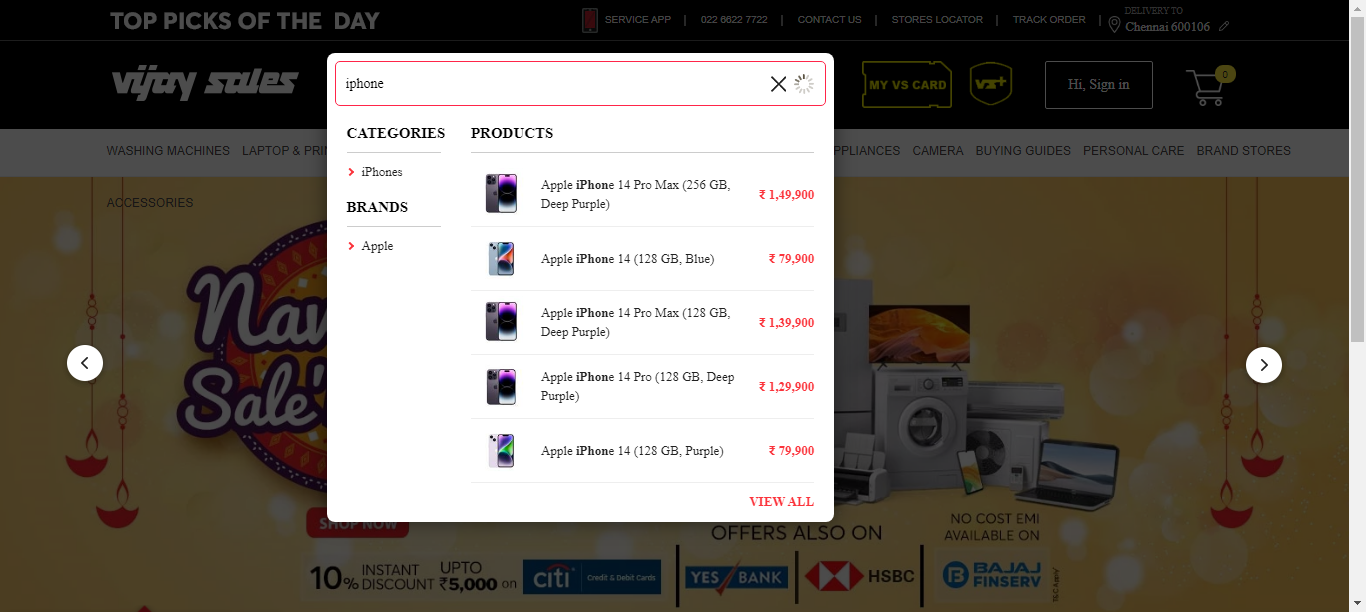 TOP PICKS OF THE DAY
SERVICE APP | 022 6622 7722 | CONTACT US | STORES LOCATOR | TRACK ORDER |
DELIVERY TO
Chennai 600106
vijay sales
iphone
MY VS CARD
VS+
Hi, Sign in
0
WASHING MACHINES LAPTOP & PRI
PPLIANCES CAMERA BUYING GUIDES PERSONAL CARE BRAND STORES
ACCESSORIES
CATEGORIES
iPhones
BRANDS
Apple
PRODUCTS
Apple iPhone 14 Pro Max (256 GB,
Deep Purple)
₹ 1,49,900
Apple iPhone 14 (128 GB, Blue)
₹ 79,900
Apple iPhone 14 Pro Max (128 GB,
Deep Purple)
₹ 1,39,900
Apple iPhone 14 Pro (128 GB, Deep
Purple)
₹ 1,29,900
Apple iPhone 14 (128 GB, Purple)
₹ 79,900
VIEW ALL
Nav
Sale
SHOP NOW
OFFERS ALSO ON
NO COST EMI
AVAILABLE ON
10% INSTANT DISCOUNT UPTO ₹5,000 on
citi Credit & Debit Cards
YES BANK
HSBC
B BAJAJ
FINSERV
*T&C Apply